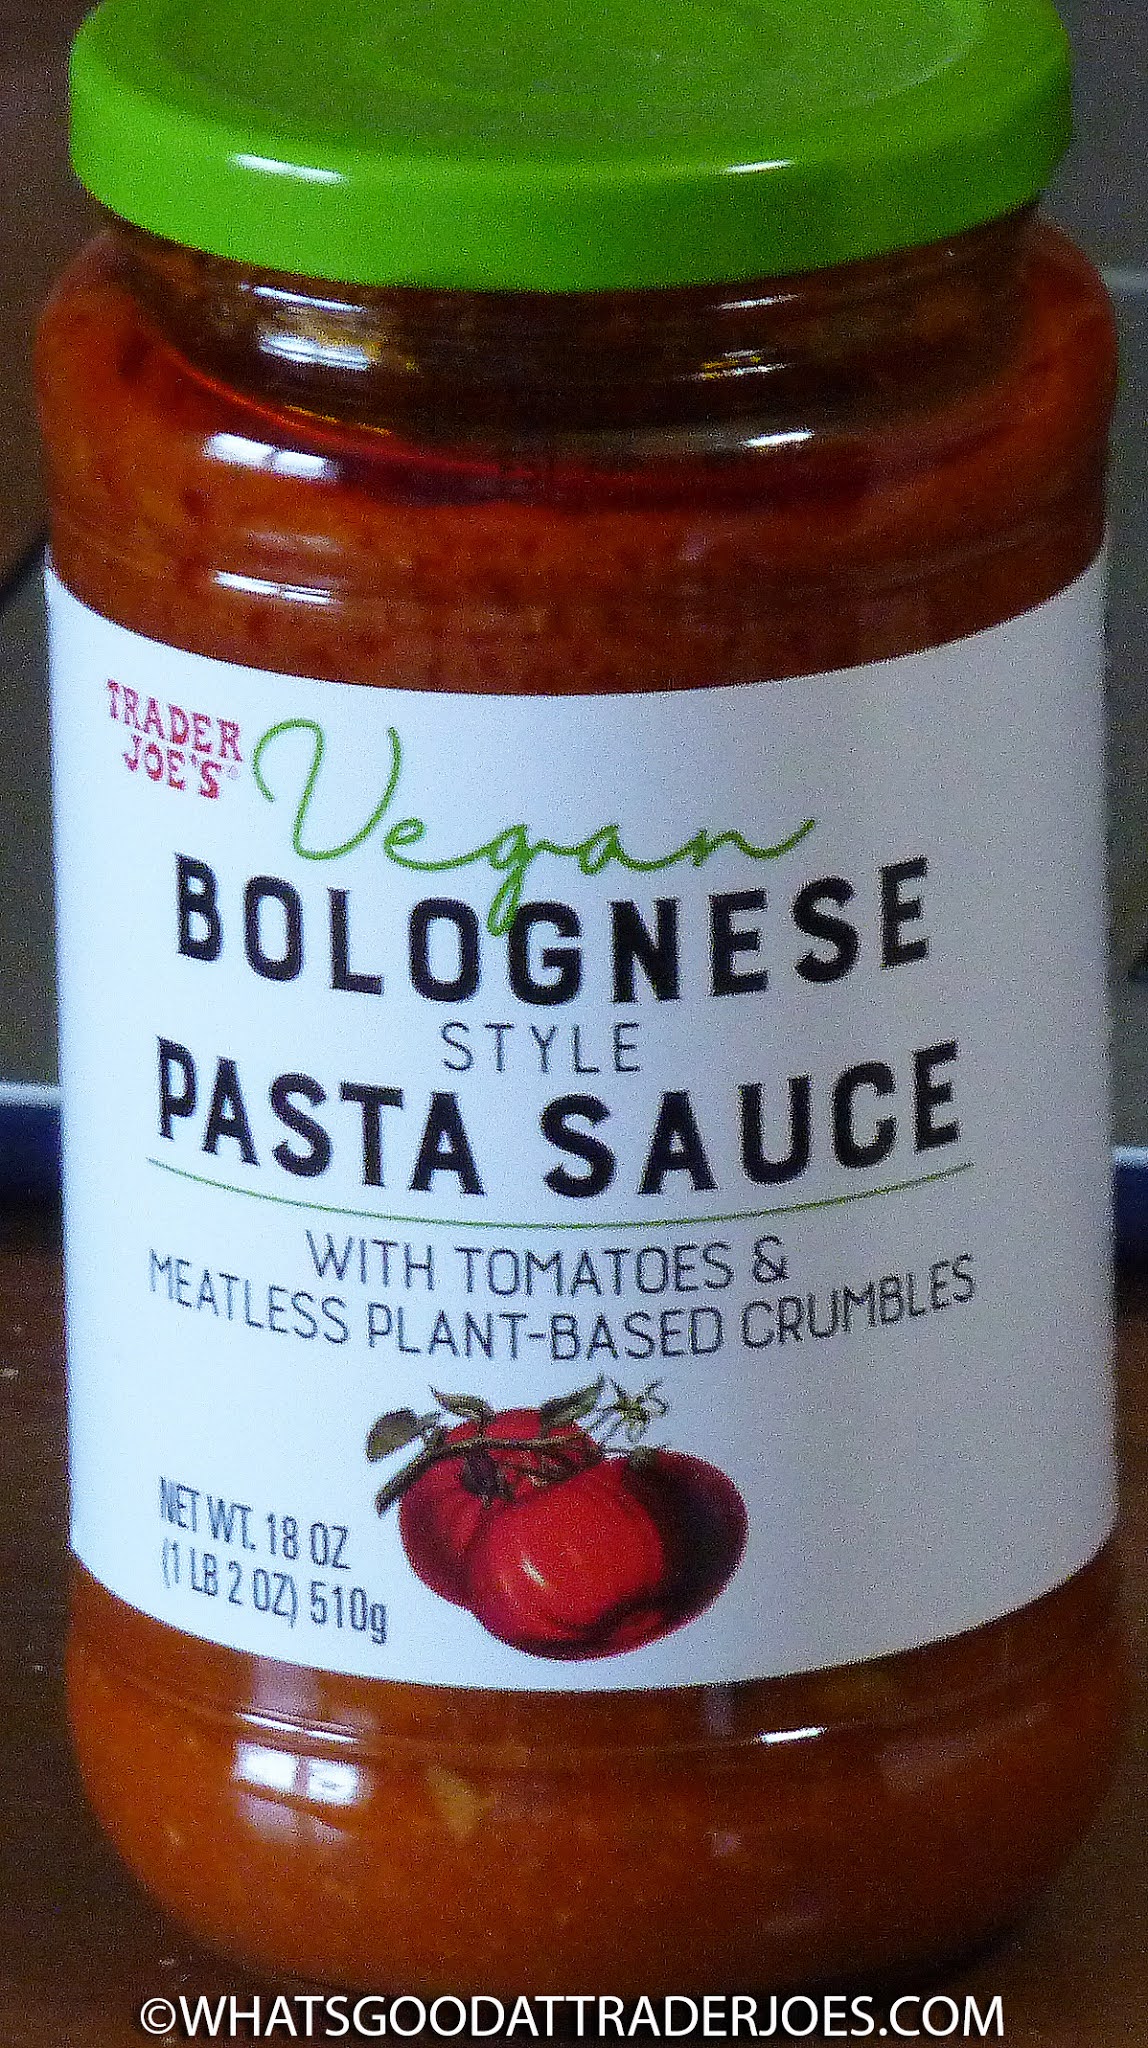 TRADER
JOE'S®
Vegan
BOLOGNESE
STYLE
PASTA SAUCE
WITH TOMATOES &
MEATLESS PLANT-BASED CRUMBLES
NET WT. 18 OZ
(1 LB 2 OZ) 510g
©WHATSGOODATTRADERJOES.COM